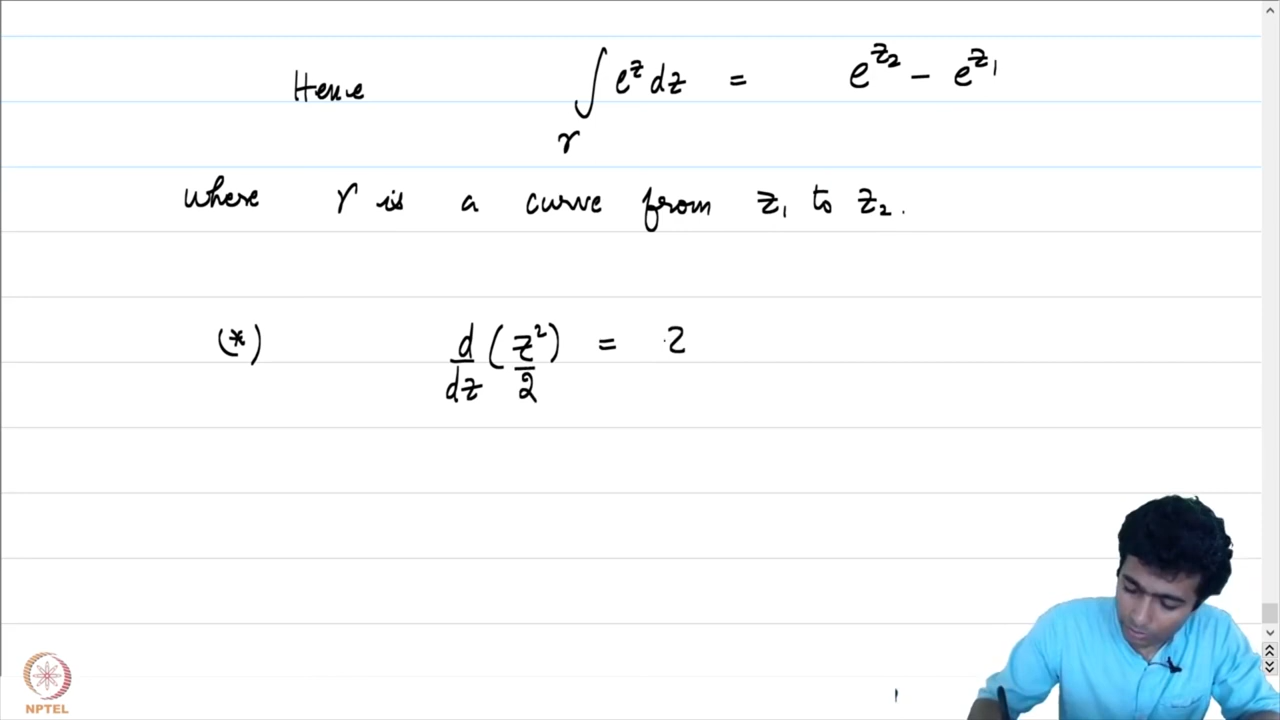 Hence ∫_γ e^z dz = e^{z_2} − e^{z_1}
where γ is a curve from z_1 to z_2.
(*) d/dz (z^2/2) = z
NPTEL